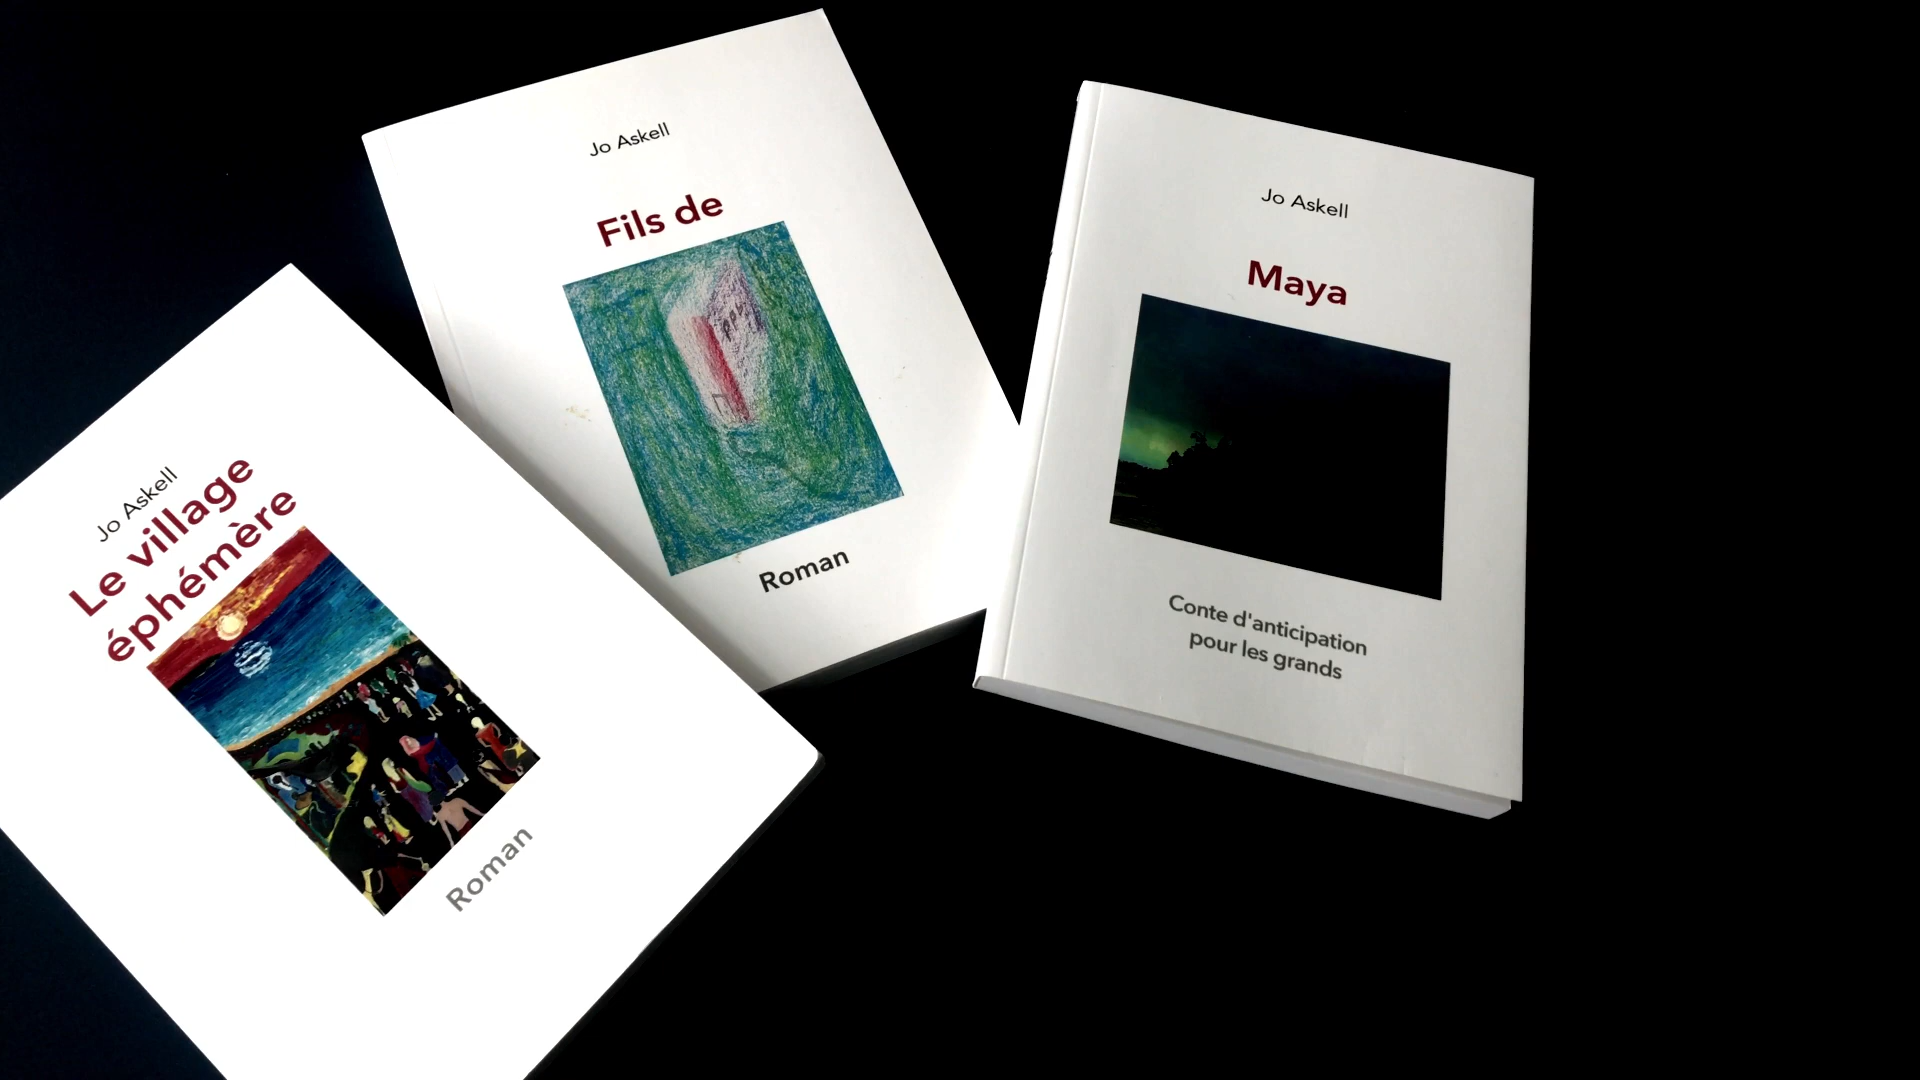 Jo Askell
Le village
éphémère
Roman
Jo Askell
Fils de
Roman
Jo Askell
Maya
Conte d'anticipation
pour les grands